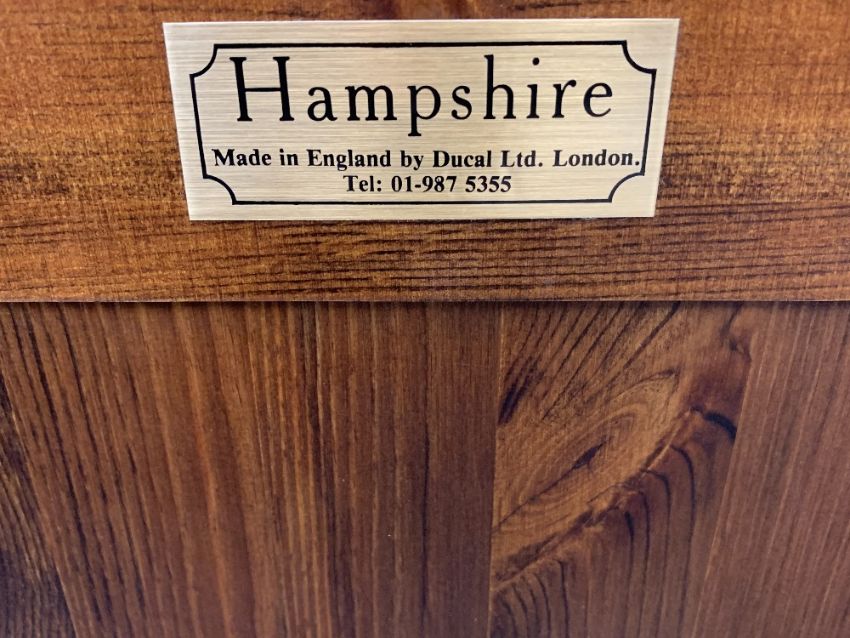 Hampshire
Made in England by Ducal Ltd. London.
Tel: 01-987 5355